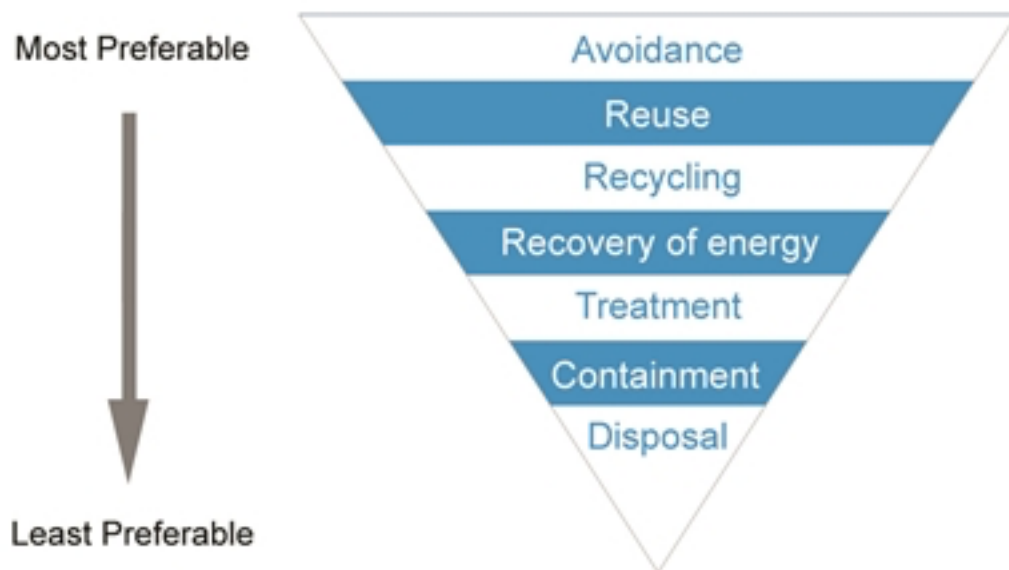 Most Preferable
Avoidance
Reuse
Recycling
Recovery of energy
Treatment
Containment
Disposal
Least Preferable